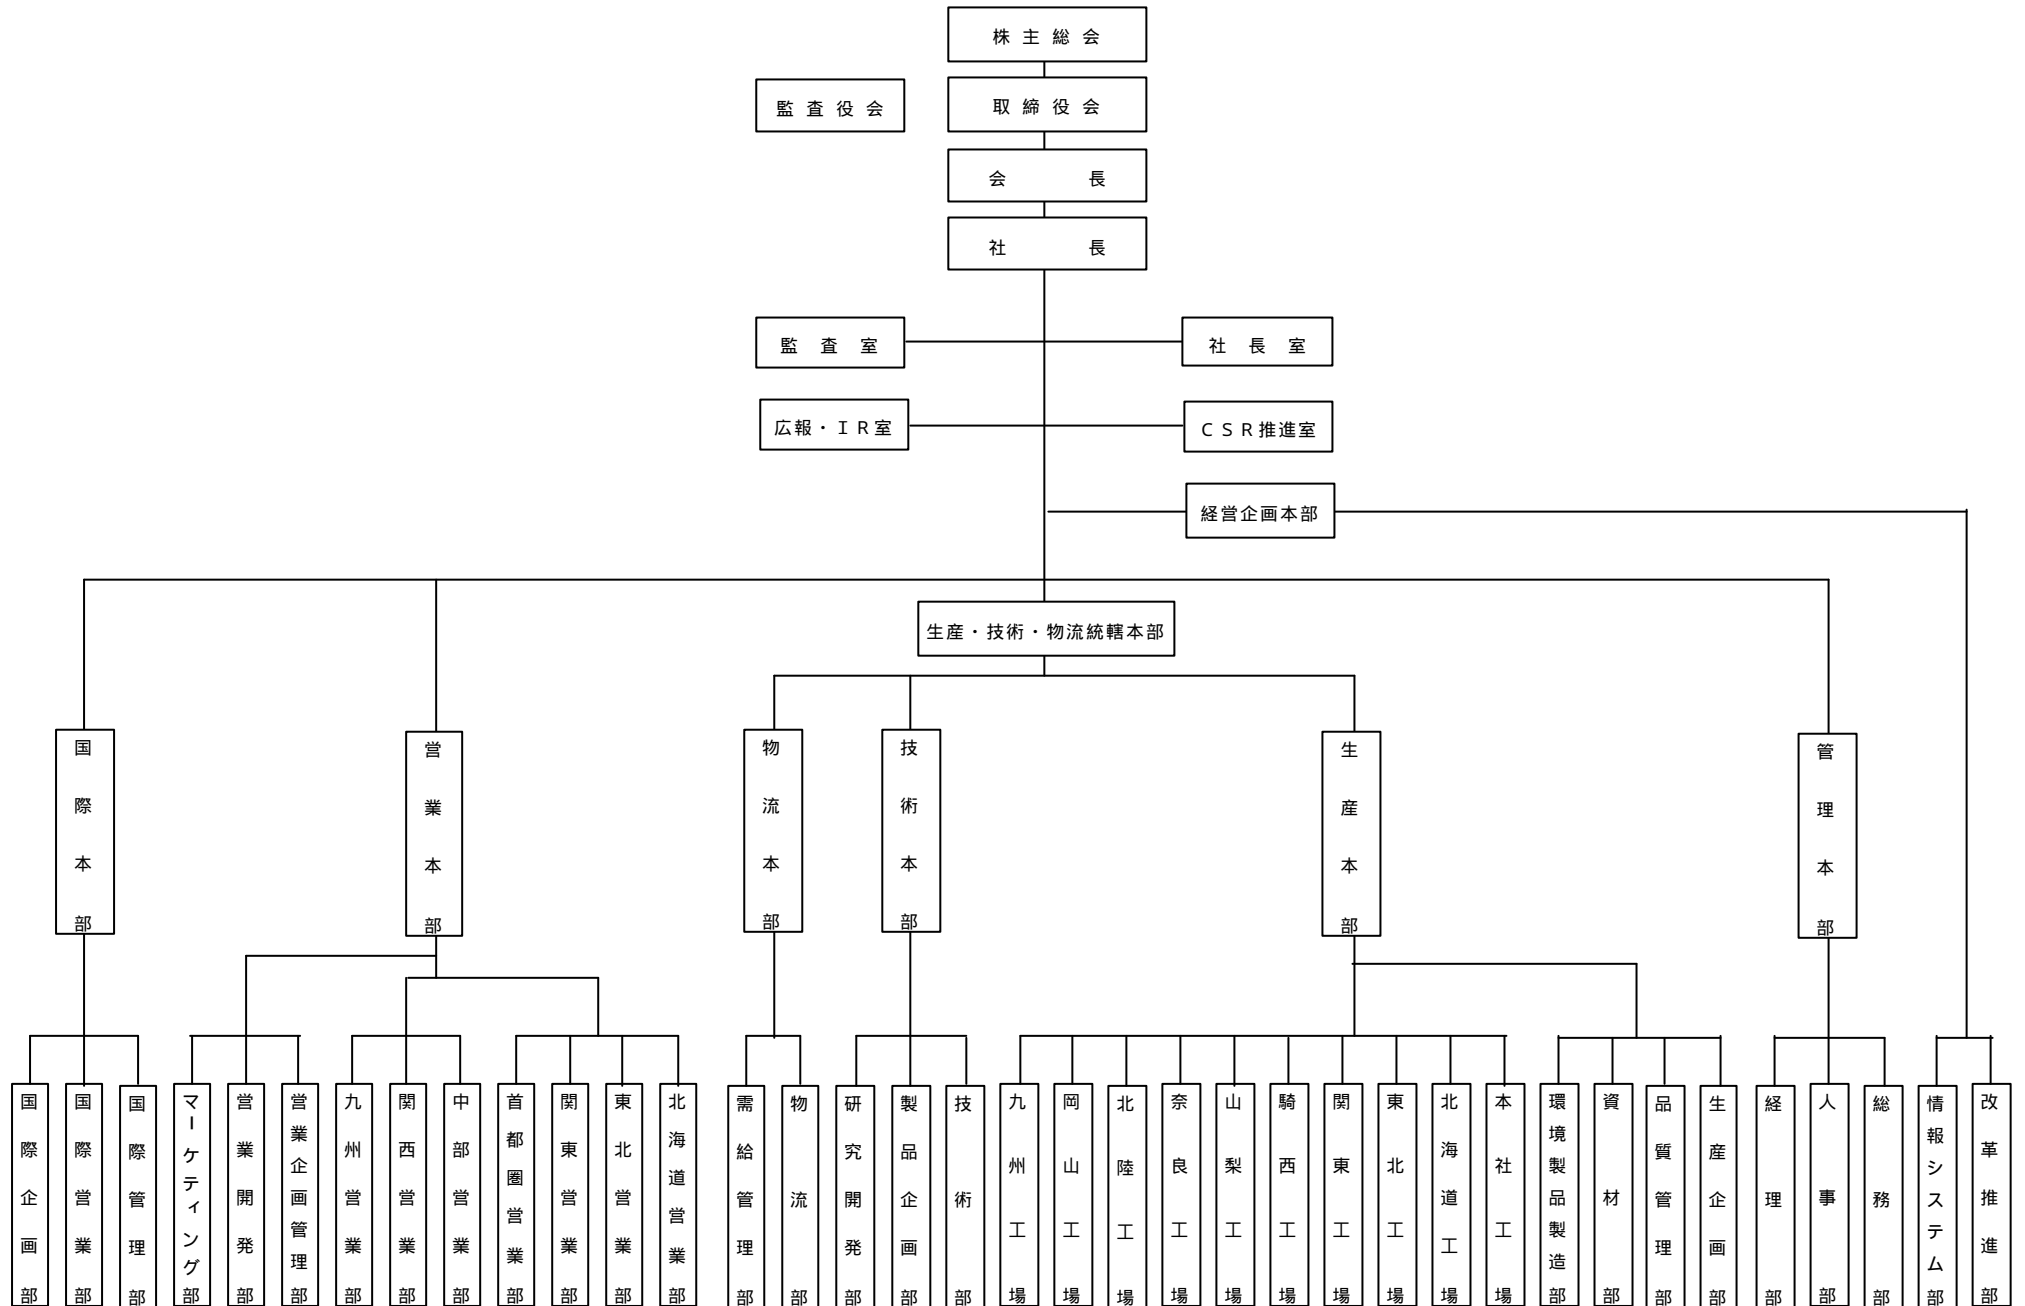 株主総会
監査役会
取締役会
会長
社長
監査室
社長室
広報・ＩＲ室
ＣＳＲ推進室
経営企画本部
生産・技術・物流統轄本部
国際本部
営業本部
物流本部
技術本部
生産本部
管理本部
国際企画部
国際営業部
国際管理部
マーケティング部
営業開発部
営業企画管理部
九州営業部
関西営業部
中部営業部
首都圏営業部
関東営業部
東北営業部
北海道営業部
需給管理部
物流部
研究開発部
製品企画部
技術部
九州工場
岡山工場
北陸工場
奈良工場
山梨工場
騎西工場
関東工場
東北工場
北海道工場
本社工場
環境製品製造部
資材部
品質管理部
生産企画部
経理部
人事部
総務部
情報システム部
改革推進部